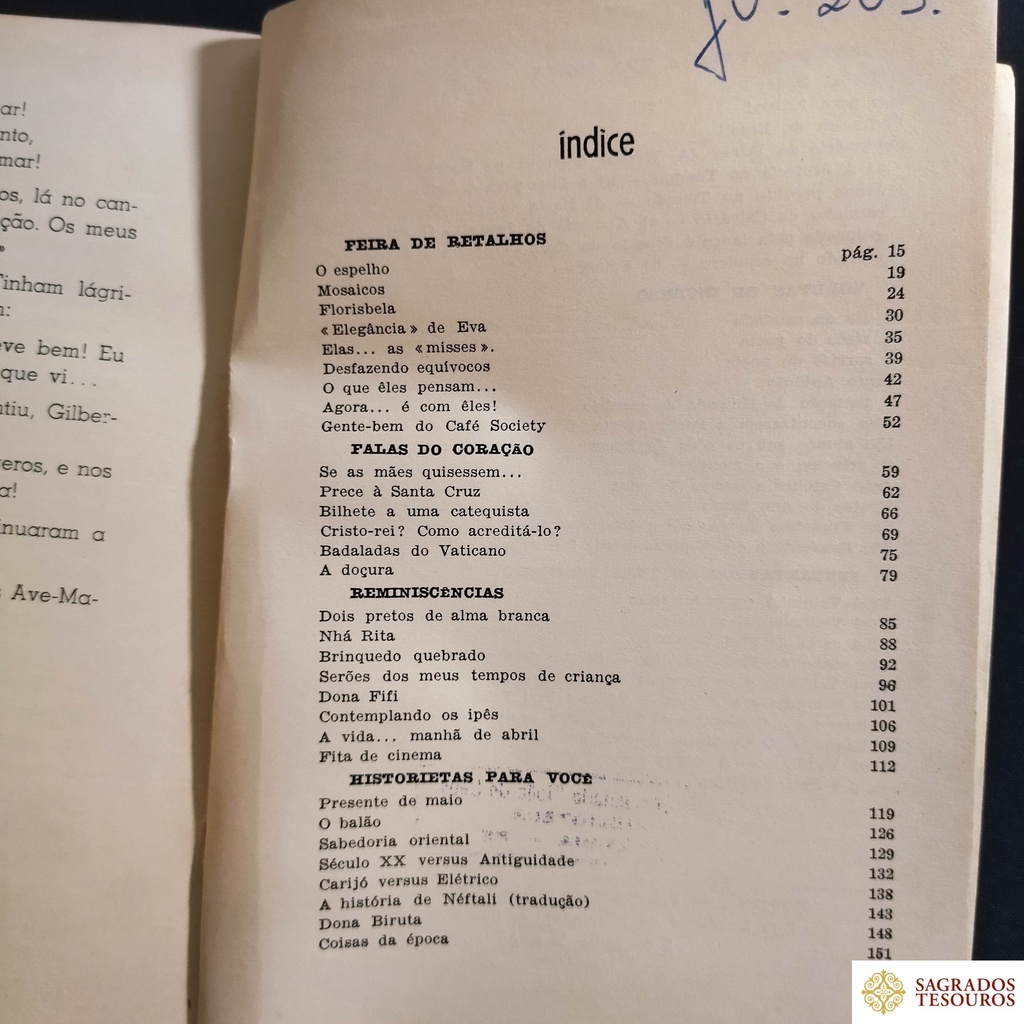 ar!
nto,
mar!
os, lá no can-
ção. Os meus
Tinham lágri-
eve bem! Eu
que vi...
ntiu, Gilber-
eros, e nos
a!
nuaram a
Ave-Ma-
índice
FEIRA DE RETALHOS
O espelho pág. 15
Mosaicos 19
Florisbela 24
«Elegância» de Eva 30
Elas... as «misses». 35
Desfazendo equívocos 39
O que êles pensam... 42
Agora... é com êles! 47
Gente-bem do Café Society 52
FALAS DO CORAÇÃO
Se as mães quisessem... 59
Prece à Santa Cruz 62
Bilhete a uma catequista 66
Cristo-rei? Como acreditá-lo? 69
Badaladas do Vaticano 75
A doçura 79
REMINISCÊNCIAS
Dois pretos de alma branca 85
Nhá Rita 88
Brinquedo quebrado 92
Serões dos meus tempos de criança 96
Dona Fifi 101
Contemplando os ipês 106
A vida... manhã de abril 109
Fita de cinema 112
HISTORIETAS PARA VOCÊ
Presente de maio 119
O balão 126
Sabedoria oriental 129
Século XX versus Antiguidade 132
Carijó versus Elétrico 138
A história de Néftali (tradução) 143
Dona Biruta 148
Coisas da época 151
SAGRADOS
TESOUROS